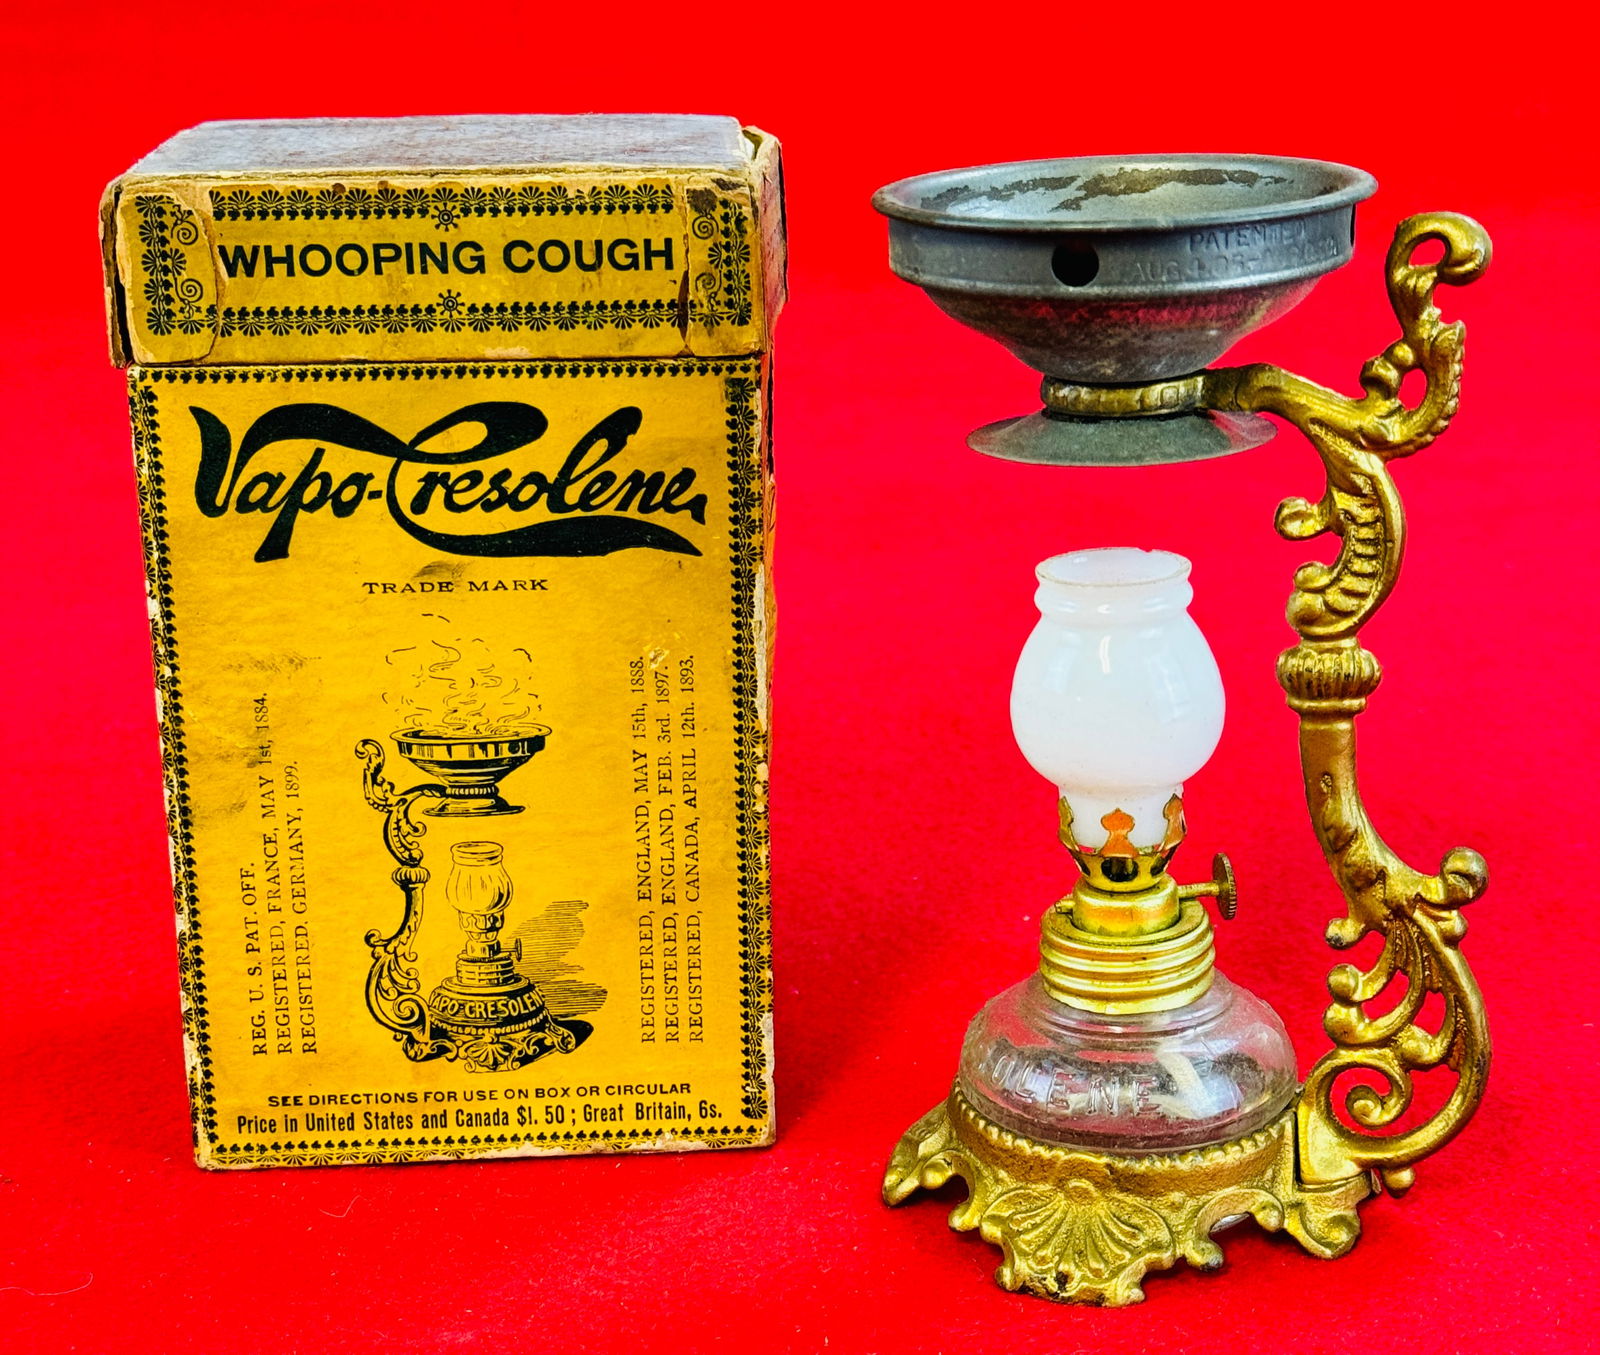 WHOOPING COUGH
Vapo-Cresolene
TRADE MARK
REG. U. S. PAT. OFF.
REGISTERED, FRANCE, MAY 1st, 1884.
REGISTERED, GERMANY, 1899.
REGISTERED, ENGLAND, MAY 15th, 1888.
REGISTERED, ENGLAND, FEB. 3rd. 1897.
REGISTERED, CANADA, APRIL 12th. 1893.
VAPO-CRESOLEN
SEE DIRECTIONS FOR USE ON BOX OR CIRCULAR
Price in United States and Canada $1. 50 ; Great Britain, 6s.
PATENTED
AUG.
OLENE